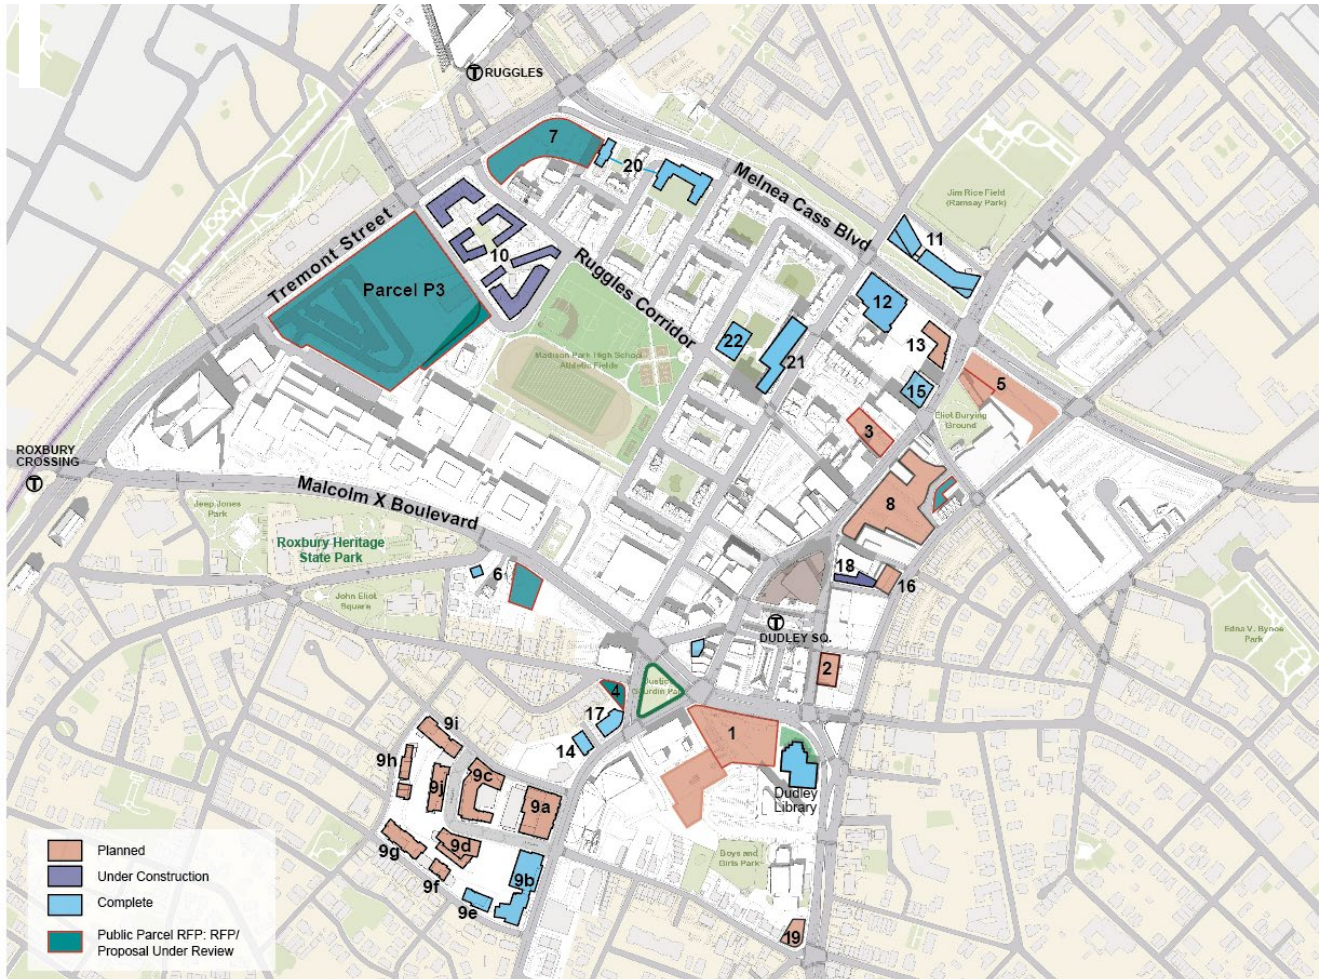 RUGGLES
7
20
Melnea Cass Blvd
Jim Rice Field
(Ramsay Park)
11
Tremont Street
10
Ruggles Corridor
Parcel P3
12
13
22
21
Madison Park High School
Athletic Fields
15
5
Eliot Burying
Ground
3
ROXBURY
CROSSING
Malcolm X Boulevard
8
Jeep Jones
Park
Roxbury Heritage
State Park
6
18
16
John Eliot
Square
DUDLEY SQ.
Edna V. Bynoe
Park
2
Justice
Gourdin Park
4
17
14
1
9i
9h
9c
9j
9a
Dudley
Library
9d
9g
9f
9b
9e
Boys and
Girls Park
19
Planned
Under Construction
Complete
Public Parcel RFP: RFP/
Proposal Under Review